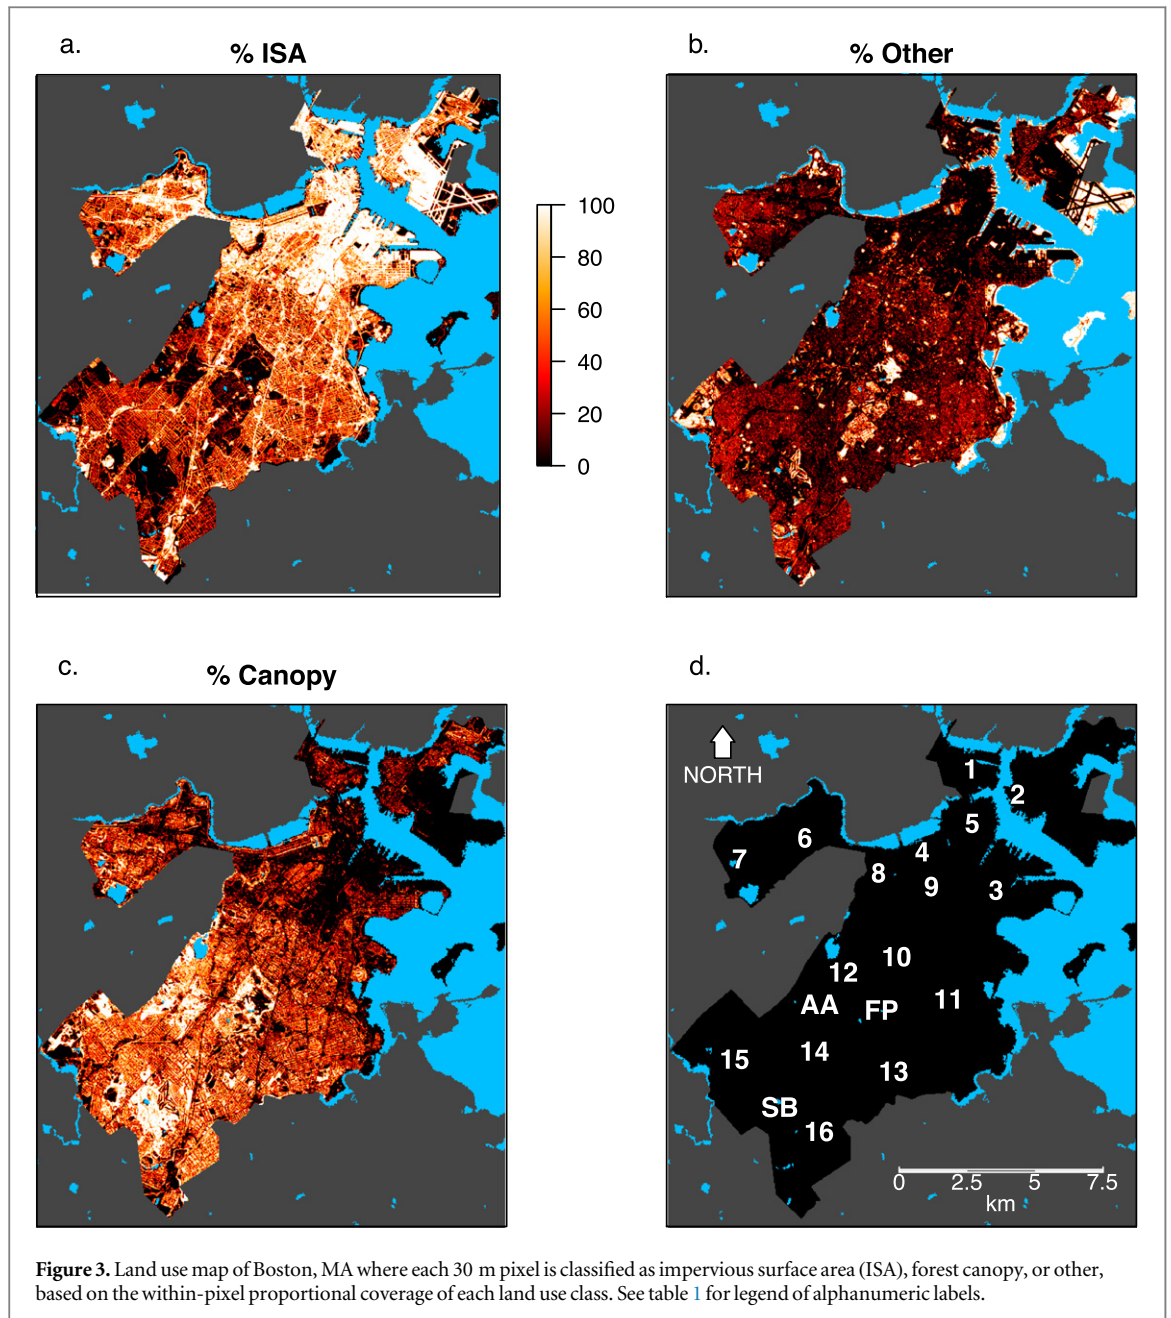 a.
% ISA
b.
% Other
100
80
60
40
20
0
c.
% Canopy
d.
NORTH
1
2
5
6
4
7
8
9
3
10
12
AA
FP
11
14
15
13
SB
16
0 2.5 5 7.5
km
Figure 3. Land use map of Boston, MA where each 30 m pixel is classified as impervious surface area (ISA), forest canopy, or other,
based on the within-pixel proportional coverage of each land use class. See table 1 for legend of alphanumeric labels.